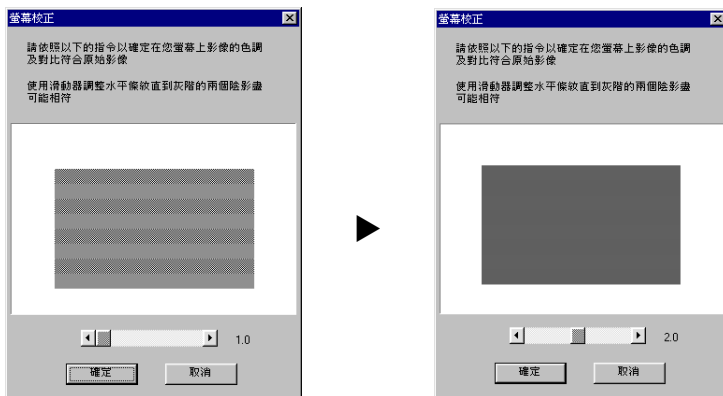 螢幕校正
請依照以下的指令以確定在您螢幕上影像的色調
及對比符合原始影像
使用滑動器調整水平條紋直到灰階的兩個陰影盡
可能相符
1.0
確定
取消
螢幕校正
請依照以下的指令以確定在您螢幕上影像的色調
及對比符合原始影像
使用滑動器調整水平條紋直到灰階的兩個陰影盡
可能相符
2.0
確定
取消